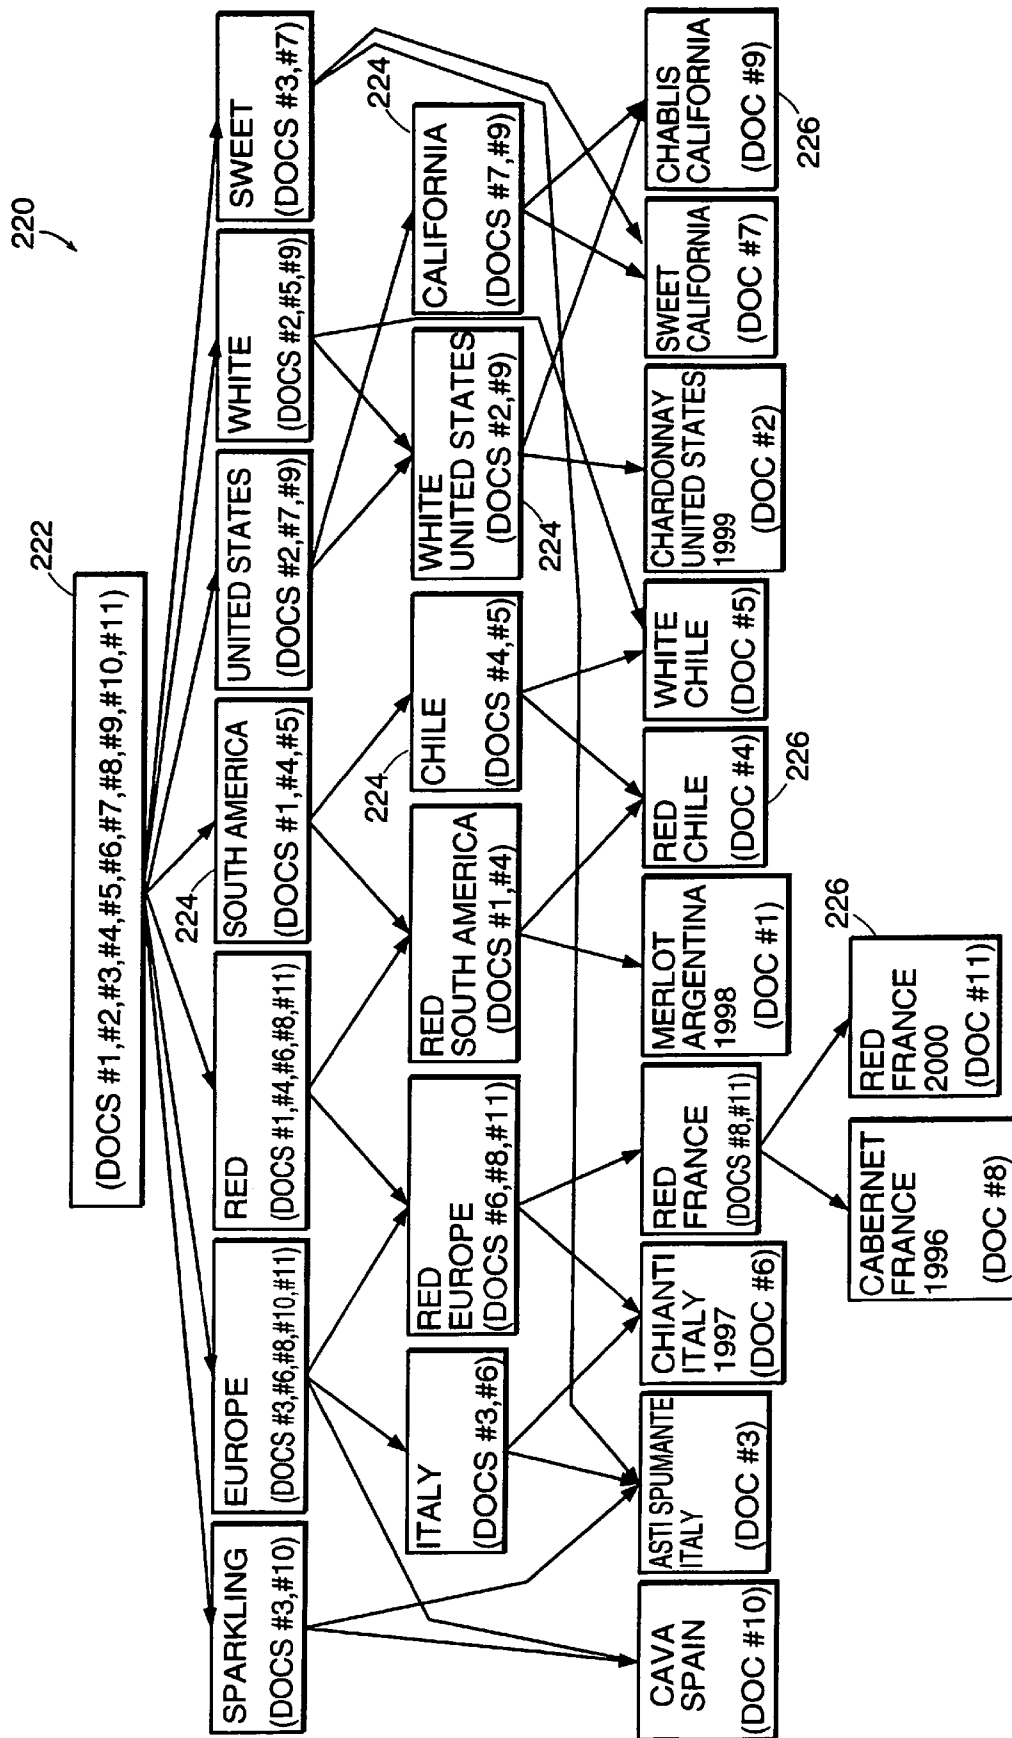 220
222
(DOCS #1,#2,#3,#4,#5,#6,#7,#8,#9,#10,#11)
SPARKLING
(DOCS #3,#10)
EUROPE
(DOCS #3,#6,#8,#10,#11)
RED
(DOCS #1,#4,#6,#8,#11)
224
SOUTH AMERICA
(DOCS #1,#4,#5)
UNITED STATES
(DOCS #2,#7,#9)
WHITE
(DOCS #2,#5,#9)
SWEET
(DOCS #3,#7)
ITALY
(DOCS #3,#6)
RED
EUROPE
(DOCS #6,#8,#11)
RED
SOUTH AMERICA
(DOCS #1,#4)
224
CHILE
(DOCS #4,#5)
WHITE
UNITED STATES
(DOCS #2,#9)
224
224
CALIFORNIA
(DOCS #7,#9)
CAVA
SPAIN
(DOC #10)
ASTI SPUMANTE
ITALY
(DOC #3)
CHIANTI
ITALY
1997
(DOC #6)
RED
FRANCE
(DOCS #8,#11)
MERLOT
ARGENTINA
1998
(DOC #1)
RED
CHILE
(DOC #4)
226
WHITE
CHILE
(DOC #5)
CHARDONNAY
UNITED STATES
1999
(DOC #2)
SWEET
CALIFORNIA
(DOC #7)
CHABLIS
CALIFORNIA
(DOC #9)
226
CABERNET
FRANCE
1996
(DOC #8)
226
RED
FRANCE
2000
(DOC #11)